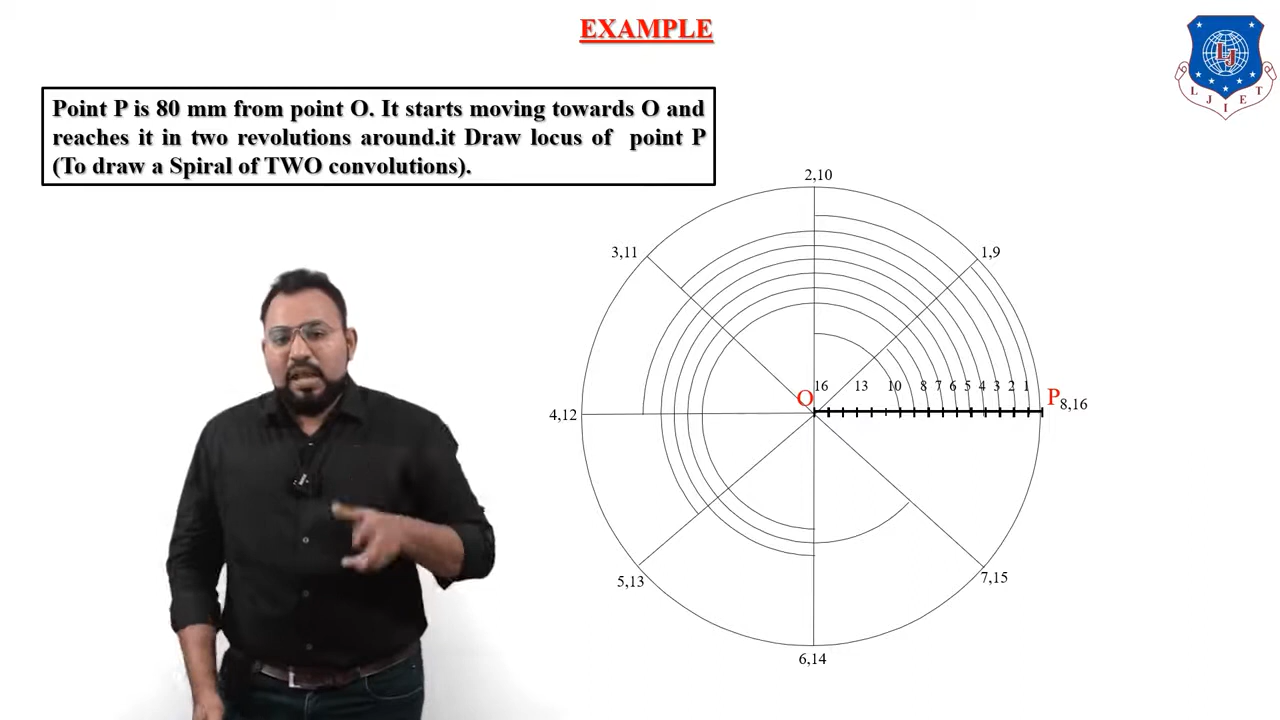 EXAMPLE
LJ
LJIET
Point P is 80 mm from point O. It starts moving towards O and
reaches it in two revolutions around.it Draw locus of point P
(To draw a Spiral of TWO convolutions).
2,10
3,11
1,9
16 13 10 8 7 6 5 4 3 2 1
O
P
8,16
4,12
5,13
7,15
6,14